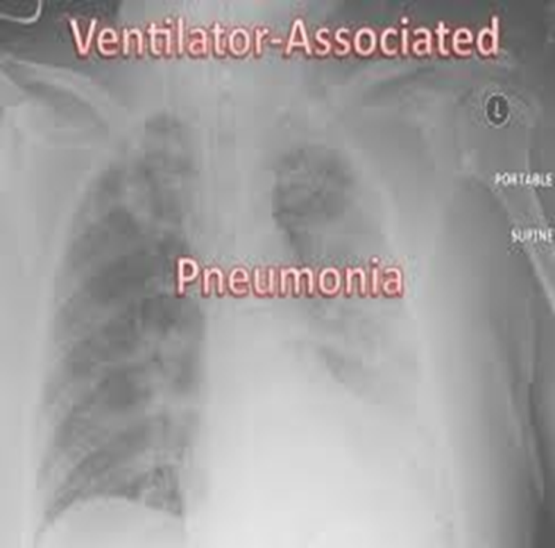 Ventilator-Associated
L
PORTABLE
SUPINE
Pneumonia